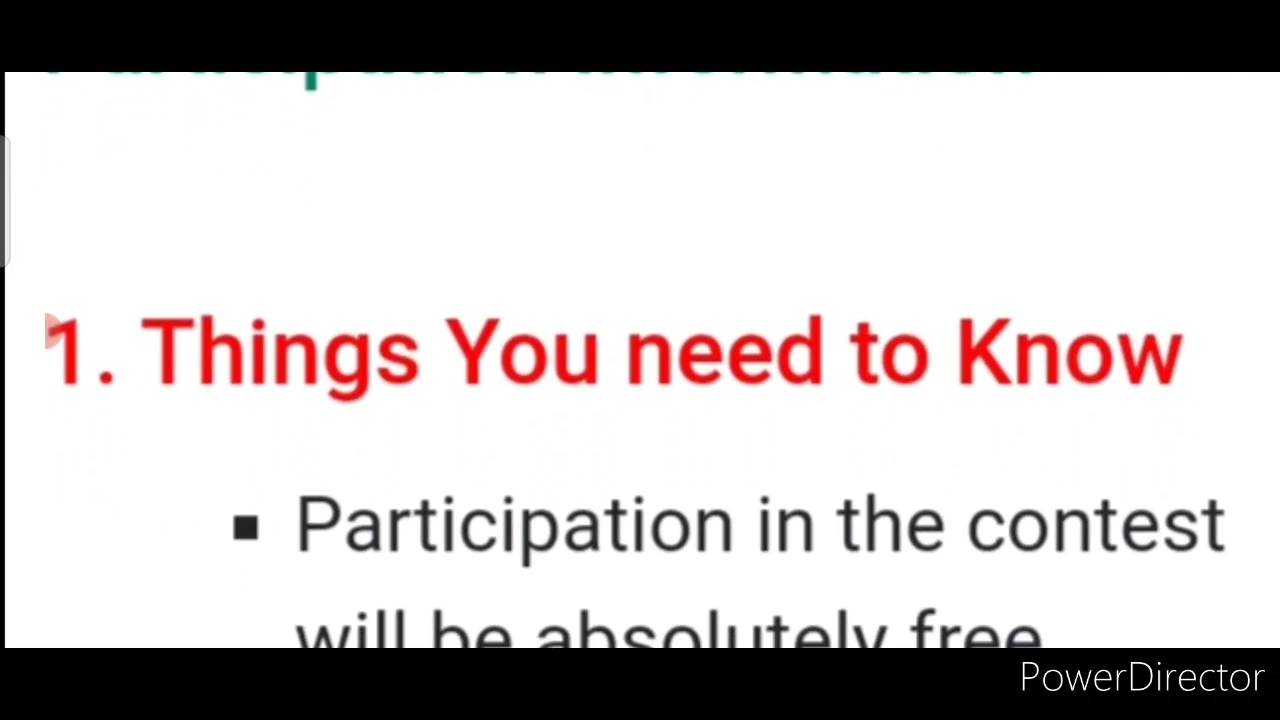 1. Things You need to Know
▪ Participation in the contest
will be absolutely free
PowerDirector